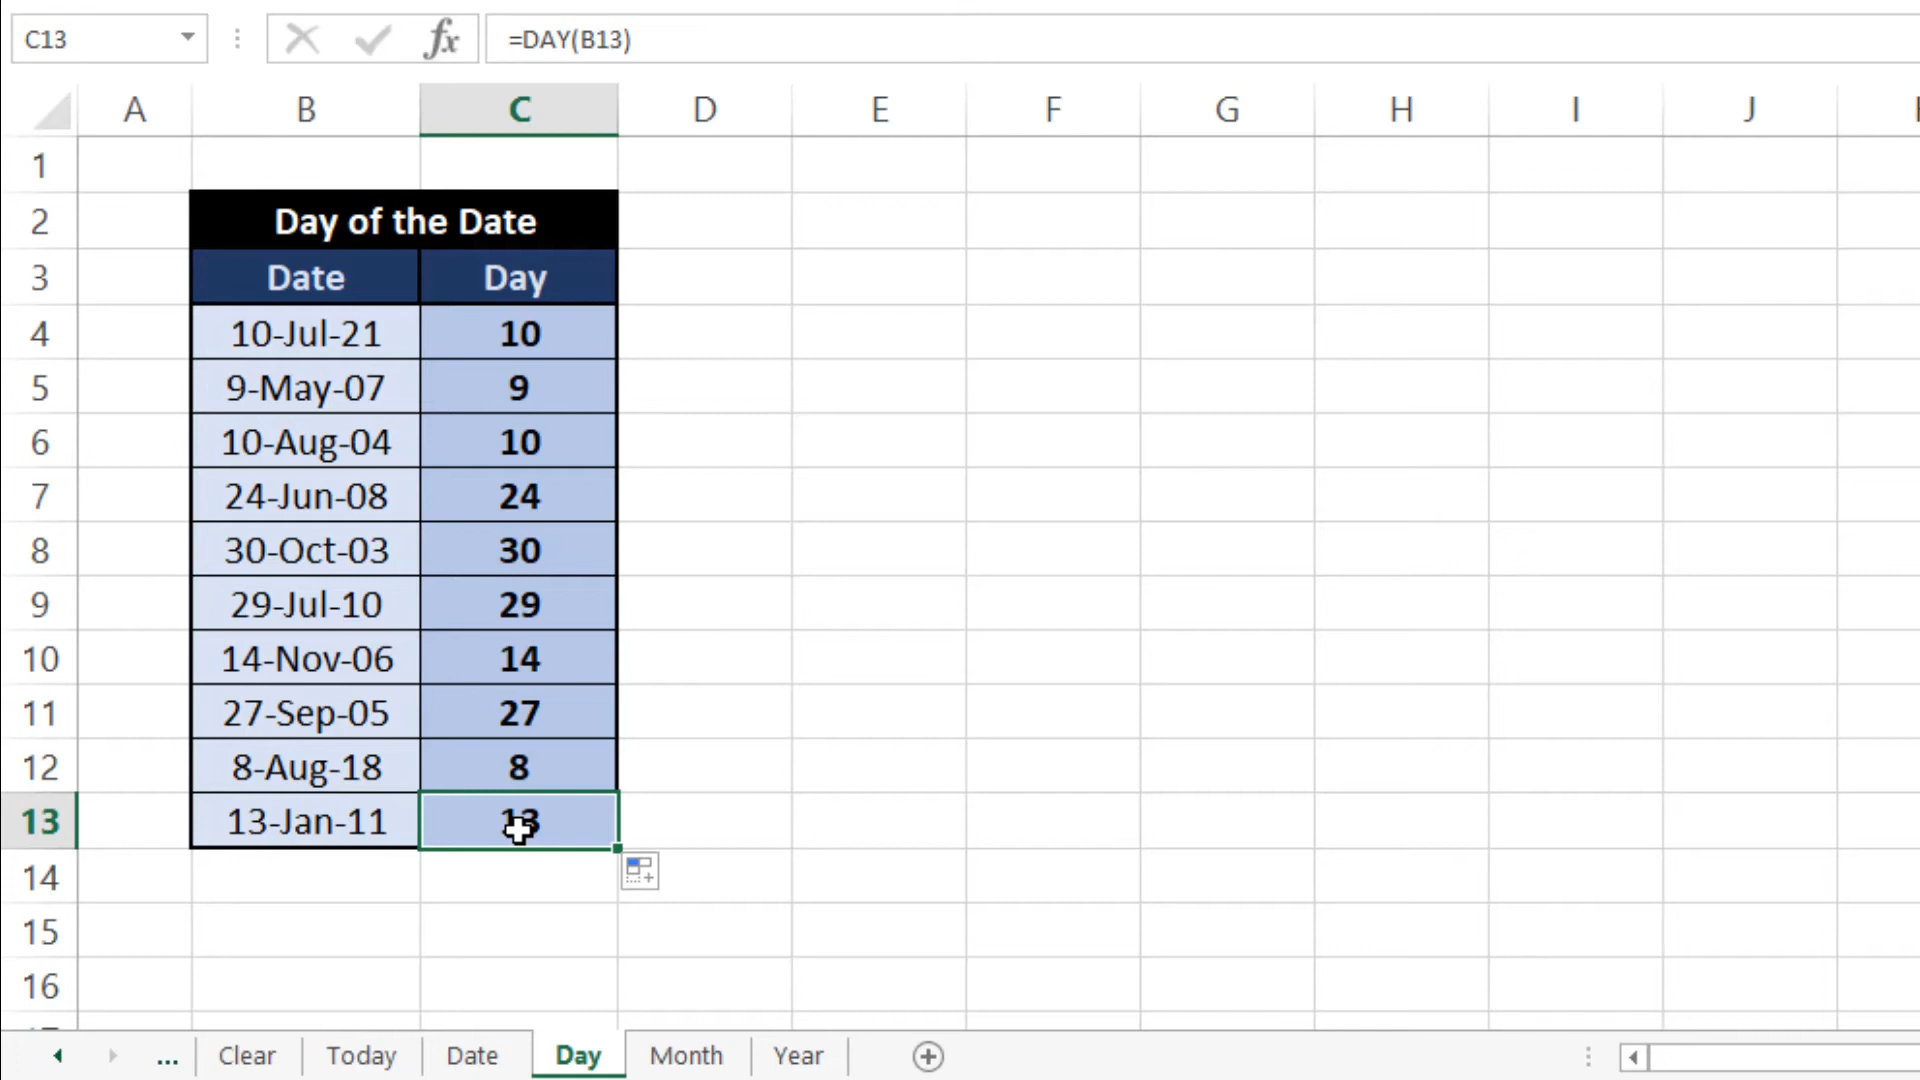 C13 fx =DAY(B13)
A B C D E F G H I J
1
2 Day of the Date
3 Date Day
4 10-Jul-21 10
5 9-May-07 9
6 10-Aug-04 10
7 24-Jun-08 24
8 30-Oct-03 30
9 29-Jul-10 29
10 14-Nov-06 14
11 27-Sep-05 27
12 8-Aug-18 8
13 13-Jan-11 13
14
15
16
... Clear Today Date Day Month Year